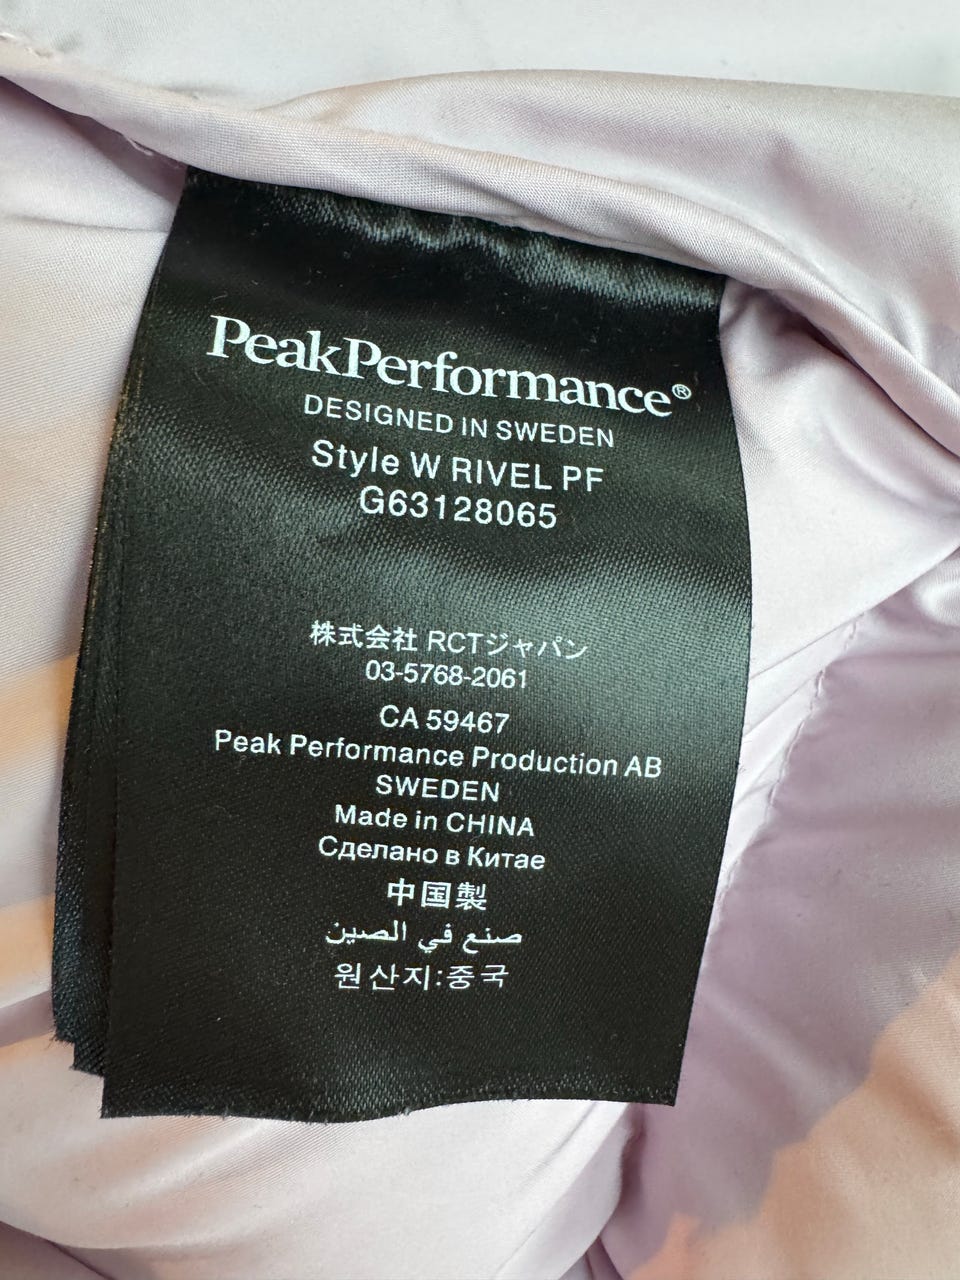 PeakPerformance®
DESIGNED IN SWEDEN
Style W RIVEL PF
G63128065
株式会社 RCTジャパン
03-5768-2061
CA 59467
Peak Performance Production AB
SWEDEN
Made in CHINA
Сделано в Китае
中国製
صنع في الصين
원산지:중국